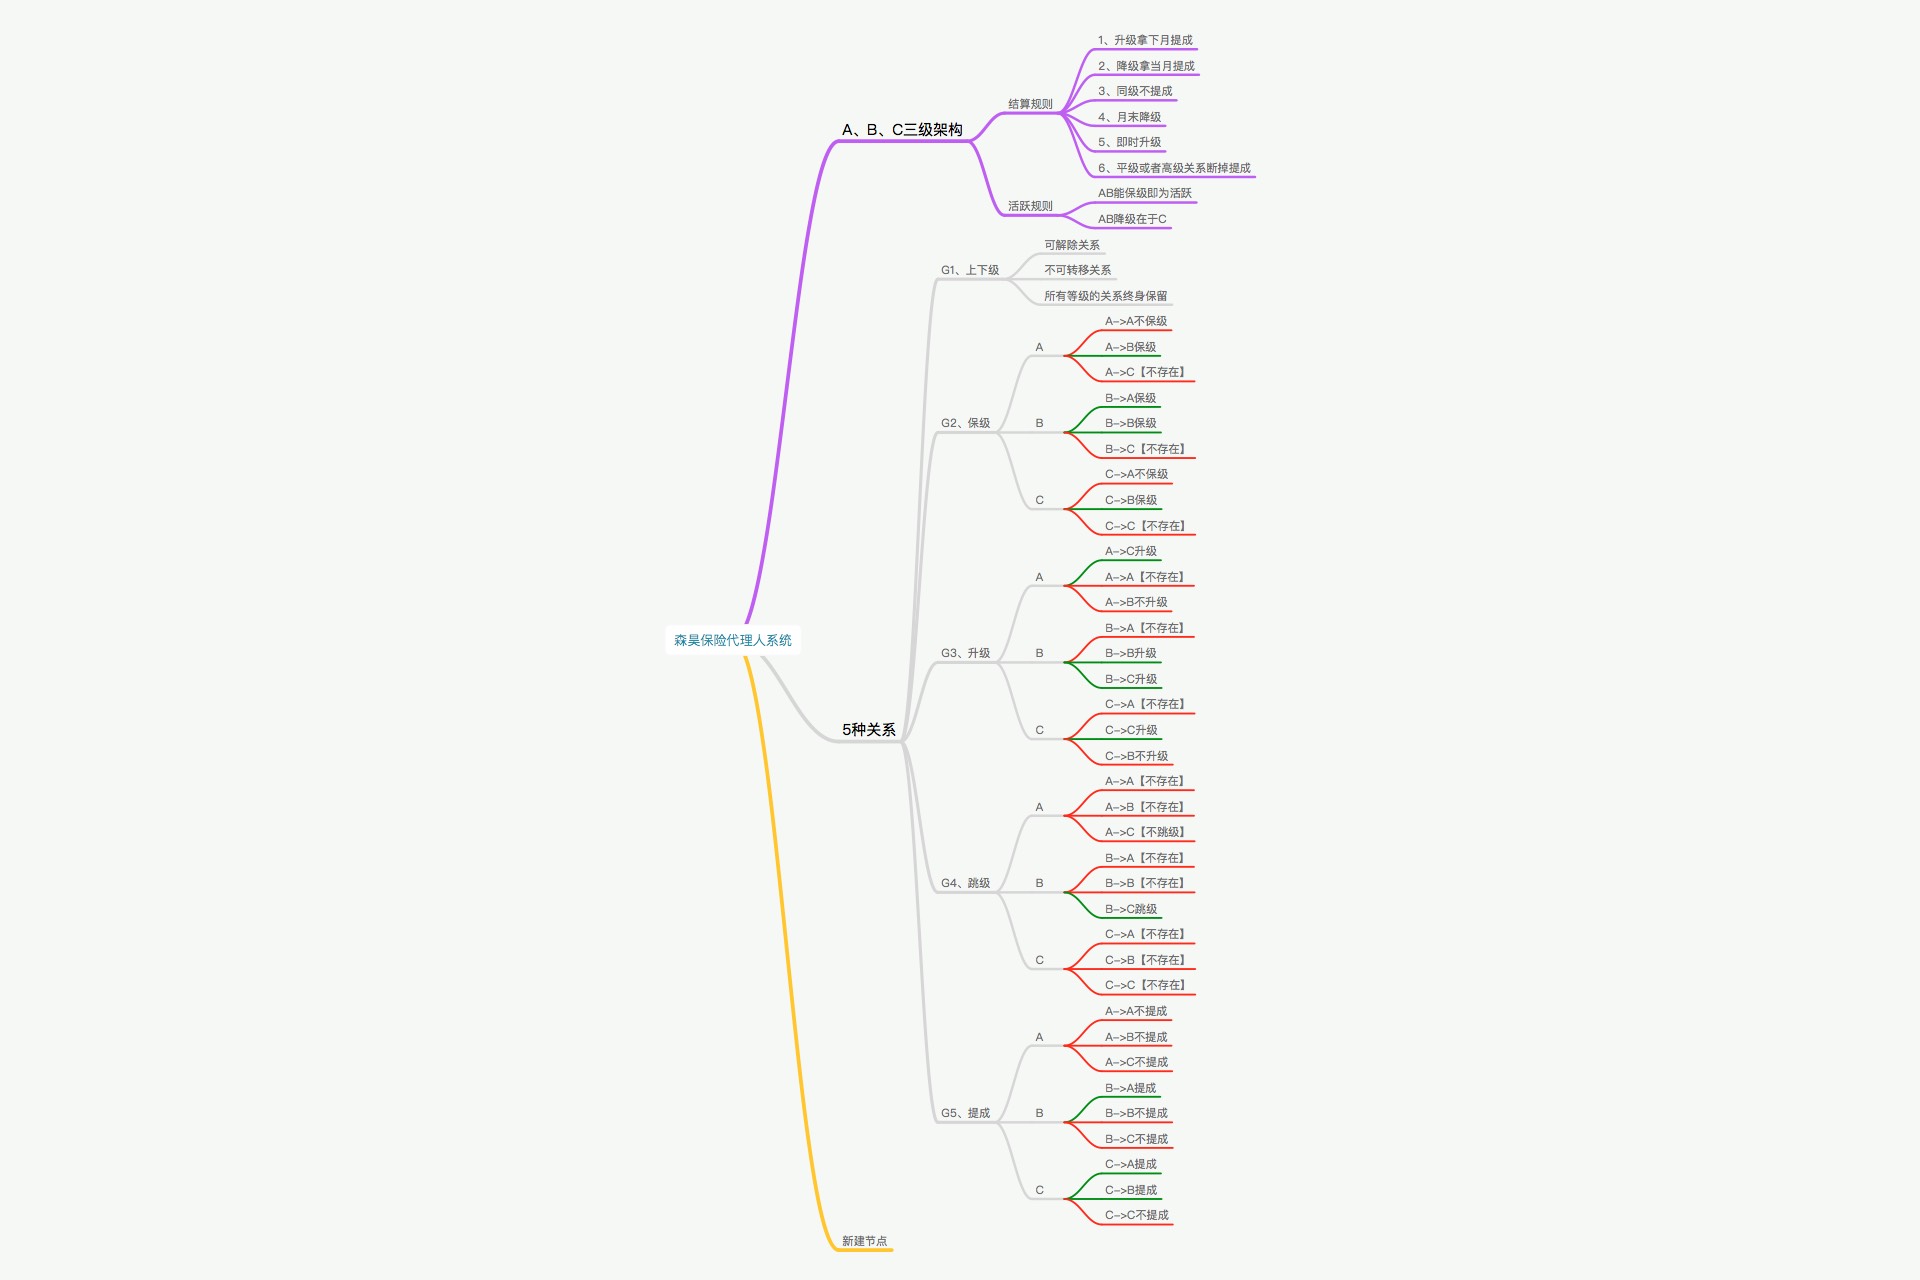 1、升级拿下月提成
2、降级拿当月提成
3、同级不提成
结算规则
4、月末降级
A、B、C三级架构
5、即时升级
6、平级或者高级关系断掉提成
AB能保级即为活跃
活跃规则
AB降级在于C
可解除关系
G1、上下级
不可转移关系
所有等级的关系终身保留
A->A不保级
A
A->B保级
A->C【不存在】
B->A保级
G2、保级
B
B->B保级
B->C【不存在】
C->A不保级
C
C->B保级
C->C【不存在】
A->C升级
A
A->A【不存在】
A->B不升级
B->A【不存在】
森昊保险代理人系统
G3、升级
B
B->B升级
B->C升级
C->A【不存在】
5种关系
C
C->C升级
C->B不升级
A->A【不存在】
A
A->B【不存在】
A->C【不跳级】
B->A【不存在】
G4、跳级
B
B->B【不存在】
B->C跳级
C->A【不存在】
C
C->B【不存在】
C->C【不存在】
A->A不提成
A
A->B不提成
A->C不提成
B->A提成
G5、提成
B
B->B不提成
B->C不提成
C->A提成
C
C->B提成
C->C不提成
新建节点